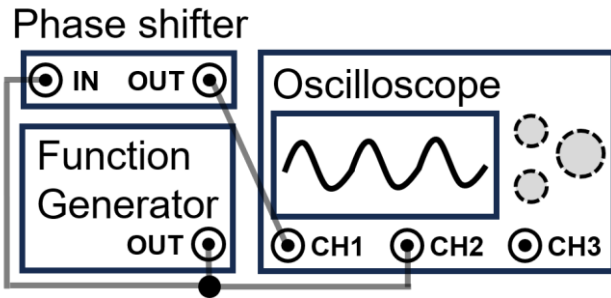 Phase shifter
IN OUT
Oscilloscope
Function
Generator
OUT
CH1 CH2 CH3